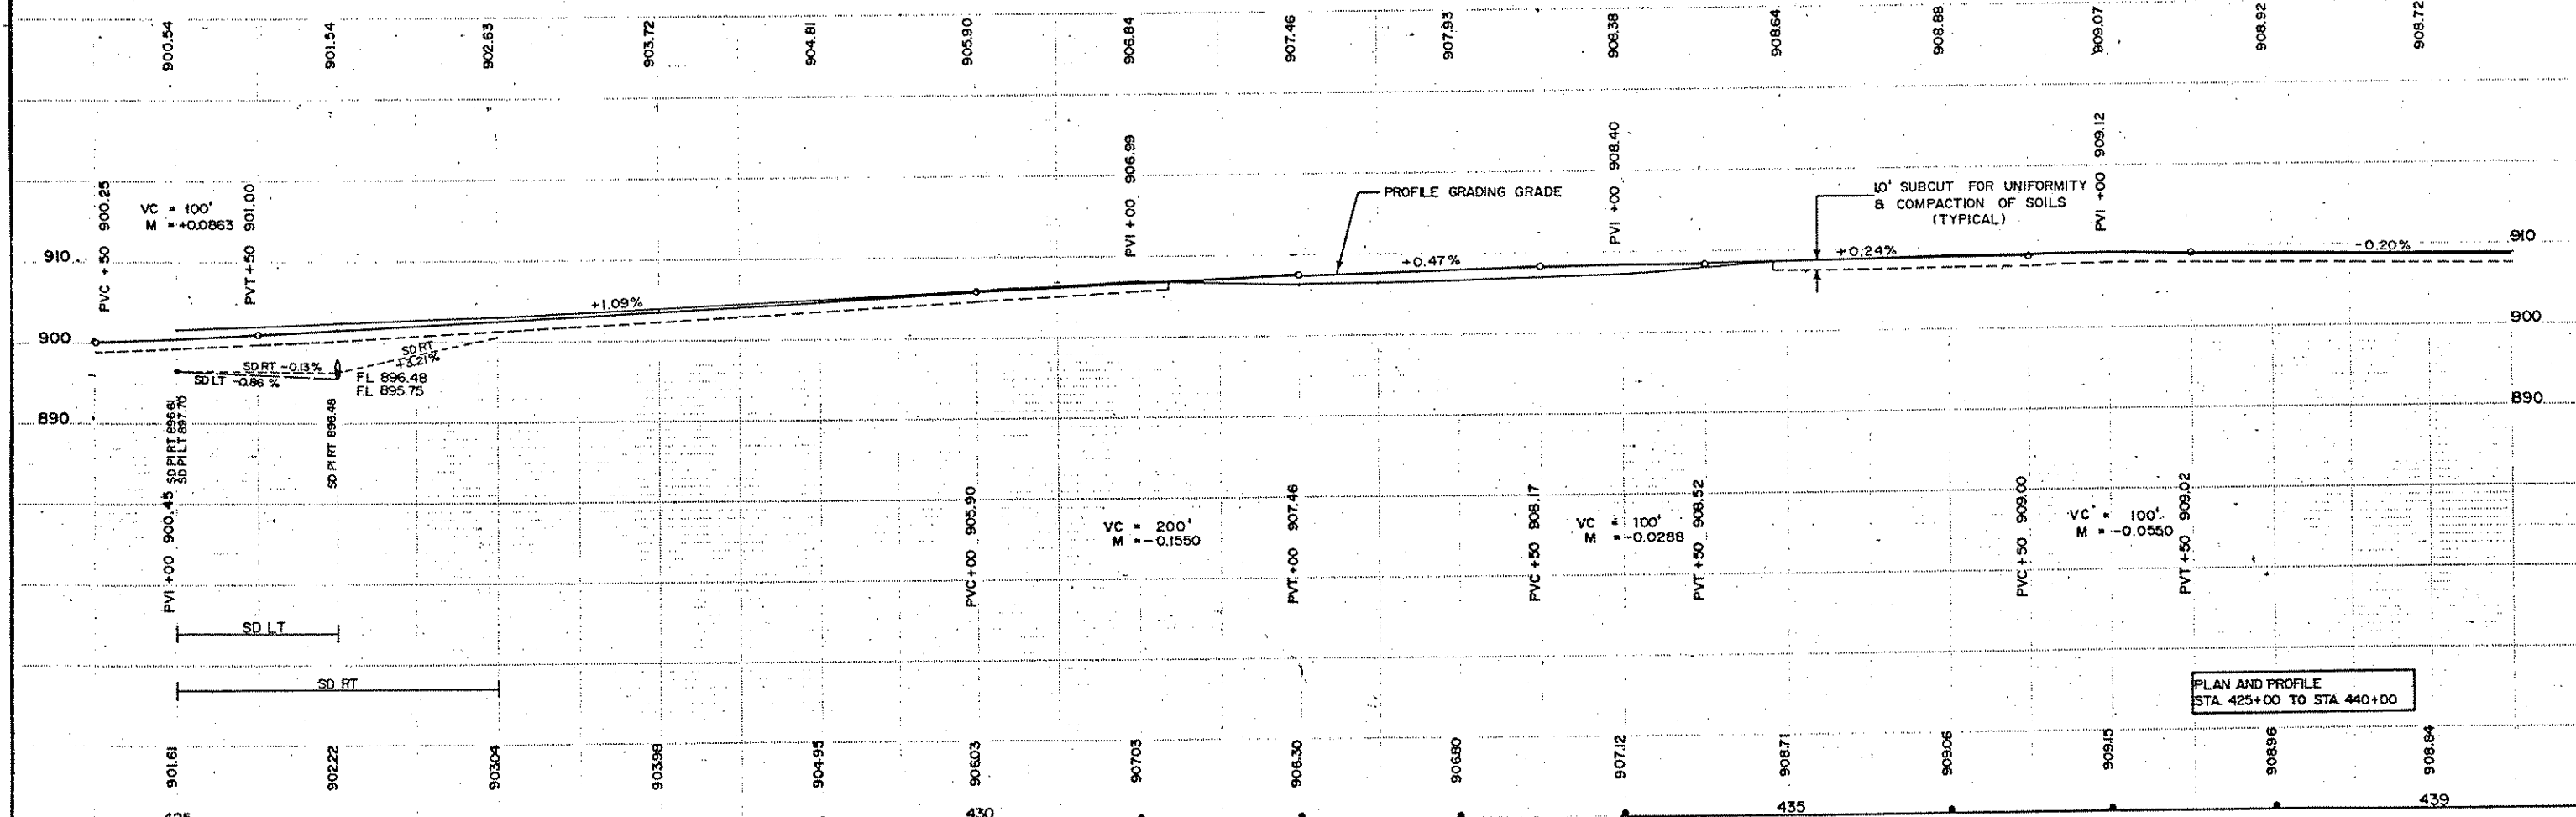 900.54
901.54
902.63
903.72
904.81
905.90
906.84
907.46
907.93
908.38
908.64
908.88
909.07
908.92
908.72
PVC +50 900.25
VC = 100'
M = +0.0863
PVT +50 901.00
PVI +00 906.99
PVI +00 908.40
PVI +00 909.12
PROFILE GRADING GRADE
1.0' SUBCUT FOR UNIFORMITY
& COMPACTION OF SOILS
(TYPICAL)
910
+1.09%
+0.47%
+0.24%
-0.20%
910
900
900
SD RT -0.13%
SD LT -0.86 %
SD RT
+3.21%
FL 896.48
FL 895.75
890
890
PVI +00 900.45
SD PI RT 896.61
SD PI LT 897.70
SD PI RT 896.48
PVC +00 905.90
VC = 200'
M = -0.1550
PVT +00 907.46
PVC +50 908.17
VC = 100'
M = -0.0288
PVT +50 908.52
PVC +50 909.00
VC = 100'
M = -0.0550
PVT +50 909.02
SD LT
SD RT
PLAN AND PROFILE
STA. 425+00 TO STA. 440+00
901.61
902.22
903.04
903.98
904.95
906.03
907.03
906.30
906.80
907.12
908.71
909.06
909.15
908.96
908.84
425
430
435
439